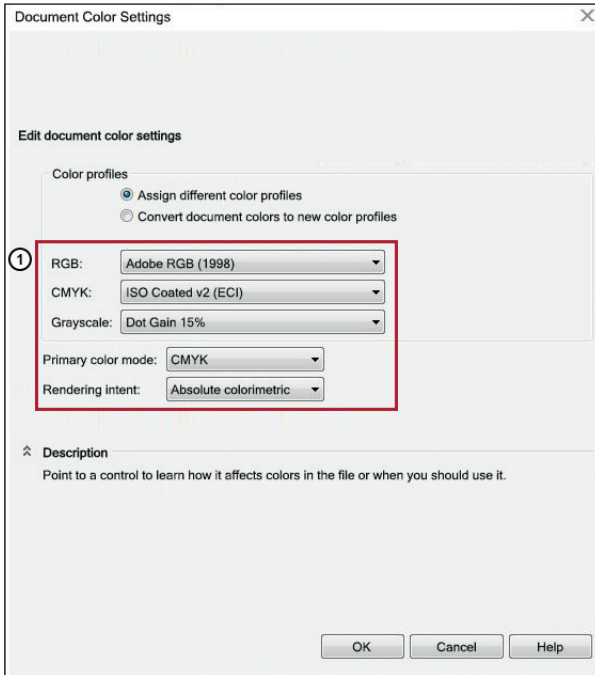 Document Color Settings
Edit document color settings
Color profiles
Assign different color profiles
Convert document colors to new color profiles
①
RGB: Adobe RGB (1998)
CMYK: ISO Coated v2 (ECI)
Grayscale: Dot Gain 15%
Primary color mode: CMYK
Rendering intent: Absolute colorimetric
Description
Point to a control to learn how it affects colors in the file or when you should use it.
OK Cancel Help